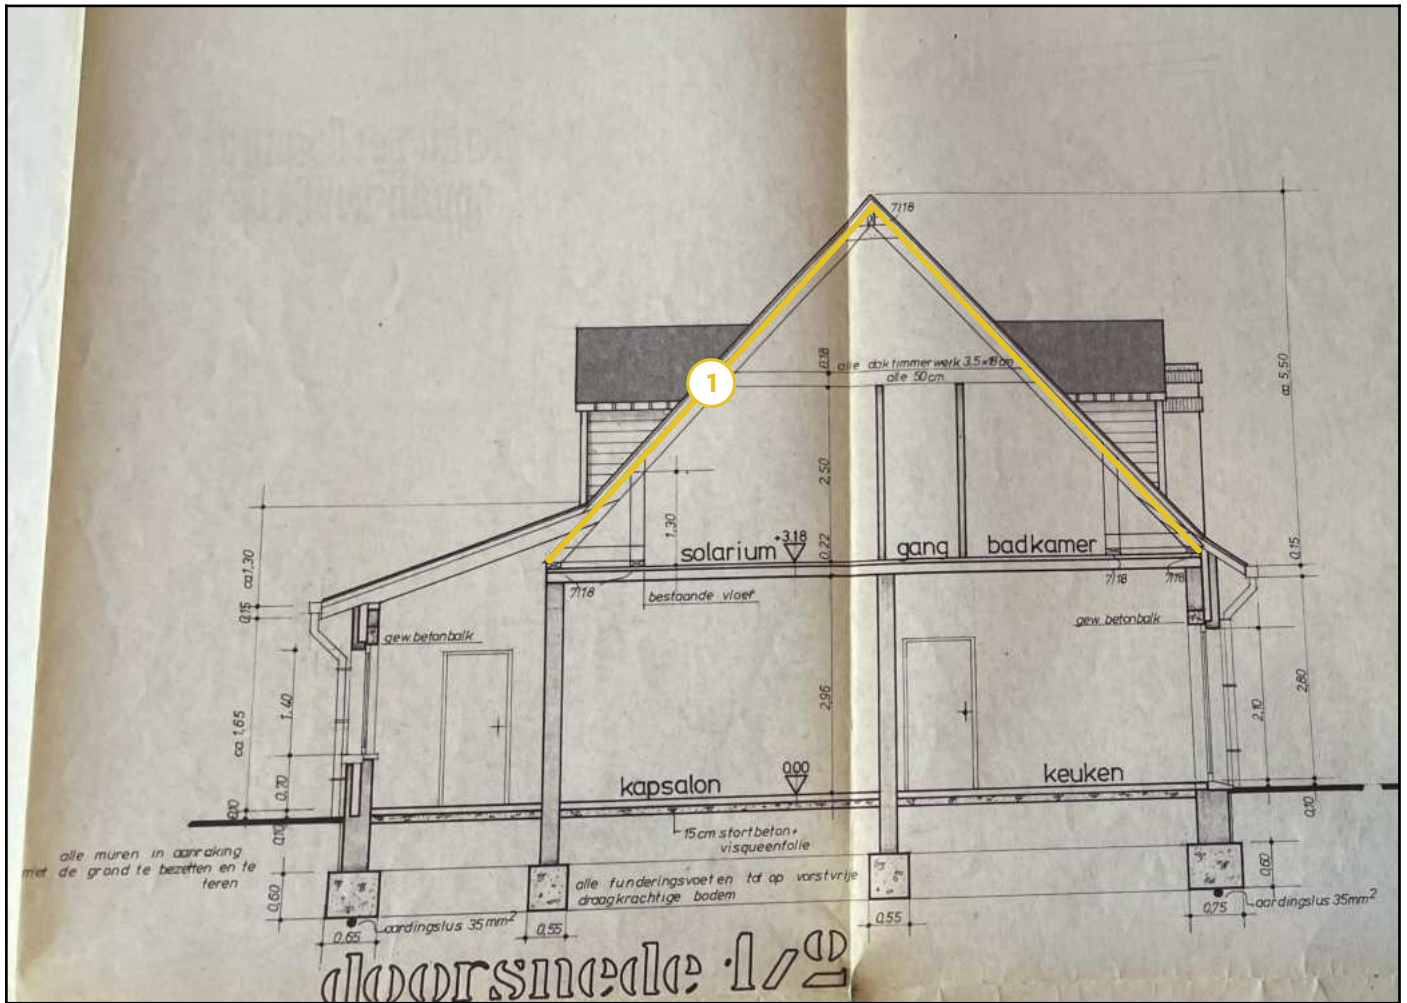 7/18
alle daktimmerwerk 3.5x18cm
alle 50cm
0,18
ca 5,50
1
2,50
1,30
ca1,30
0,15
solarium
+3.18
0,22
gang
badkamer
0,15
7/18
bestaande vloer
7/18
7/18
gew. betonbalk
gew. betonbalk
1.40
ca 1,65
0,70
0,10
2,96
2,10
2,80
0,10
kapsalon
0.00
keuken
15cm stortbeton+
visqueenfolie
alle muren in aanraking
met de grond te bezetten en te
teren
0,60
alle funderingsvoeten tot op vorstvrije
draagkrachtige bodem
0,60
aardingslus 35mm²
aardingslus 35mm²
0,65
0,55
0,55
0,75
doorsnede 1/2